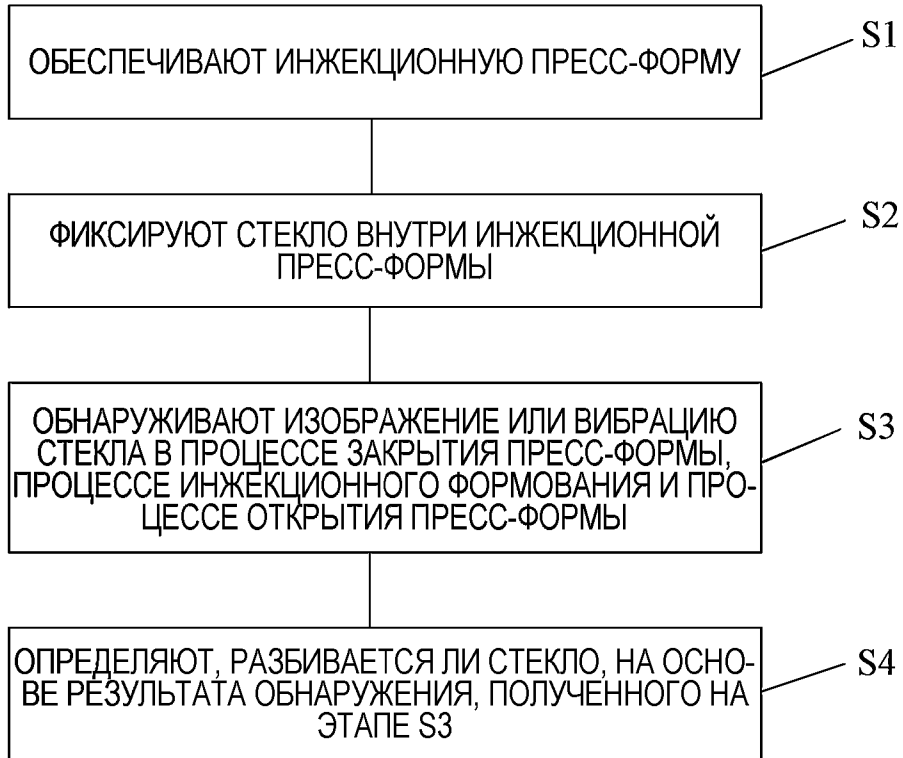 ОБЕСПЕЧИВАЮТ ИНЖЕКЦИОННУЮ ПРЕСС-ФОРМУ
S1
ФИКСИРУЮТ СТЕКЛО ВНУТРИ ИНЖЕКЦИОННОЙ
ПРЕСС-ФОРМЫ
S2
ОБНАРУЖИВАЮТ ИЗОБРАЖЕНИЕ ИЛИ ВИБРАЦИЮ
СТЕКЛА В ПРОЦЕССЕ ЗАКРЫТИЯ ПРЕСС-ФОРМЫ,
ПРОЦЕССЕ ИНЖЕКЦИОННОГО ФОРМОВАНИЯ И ПРО-
ЦЕССЕ ОТКРЫТИЯ ПРЕСС-ФОРМЫ
S3
ОПРЕДЕЛЯЮТ, РАЗБИВАЕТСЯ ЛИ СТЕКЛО, НА ОСНО-
ВЕ РЕЗУЛЬТАТА ОБНАРУЖЕНИЯ, ПОЛУЧЕННОГО НА
ЭТАПЕ S3
S4